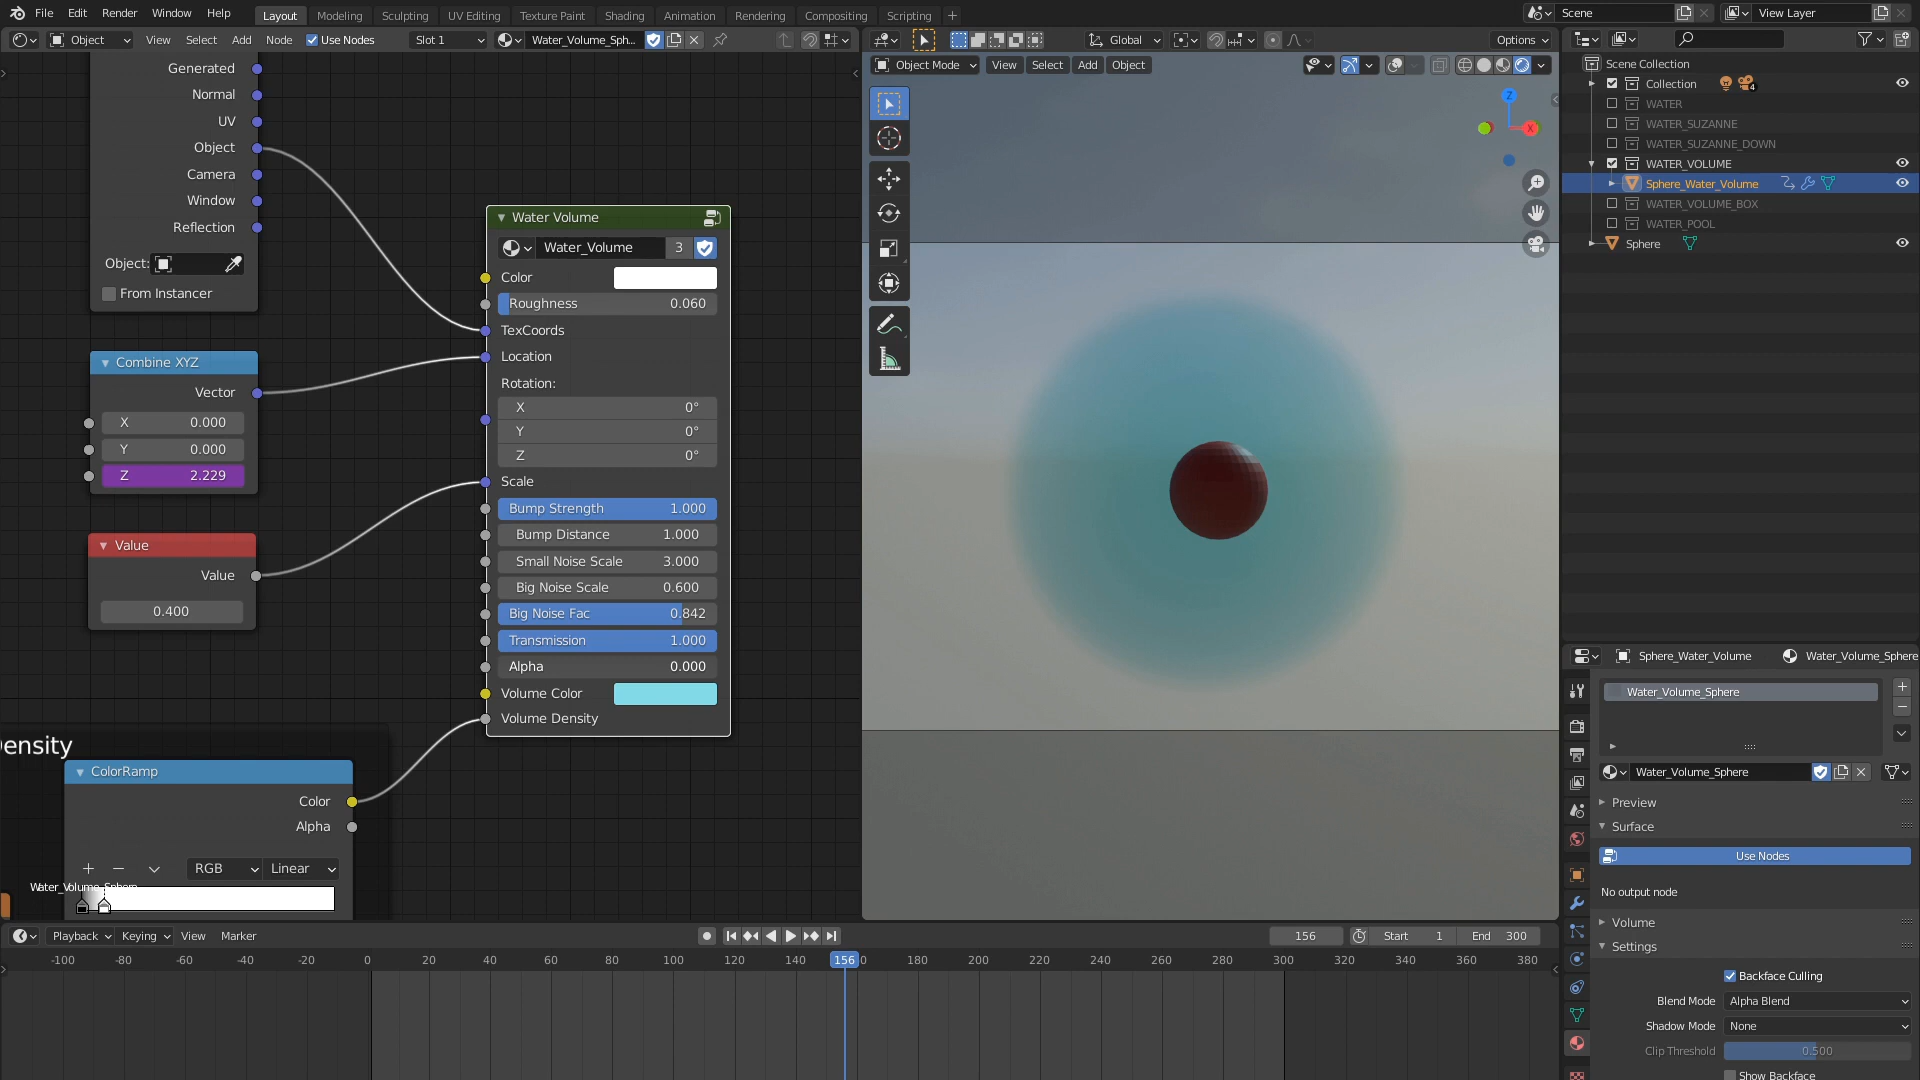 File Edit Render Window Help Layout Modeling Sculpting UV Editing Texture Paint Shading Animation Rendering Compositing Scripting + Scene View Layer
Object View Select Add Node Use Nodes Slot 1 Water_Volume_Sph... Global Options
Object Mode View Select Add Object
Generated
Normal
UV
Object
Camera
Window
Reflection
Object:
From Instancer
Combine XYZ
Vector
X 0.000
Y 0.000
Z 2.229
Value
Value
0.400
ensity
ColorRamp
Color
Alpha
RGB Linear
Water_Volume_Sphere
Water Volume
Water_Volume 3
Color
Roughness 0.060
TexCoords
Location
Rotation:
X 0°
Y 0°
Z 0°
Scale
Bump Strength 1.000
Bump Distance 1.000
Small Noise Scale 3.000
Big Noise Scale 0.600
Big Noise Fac 0.842
Transmission 1.000
Alpha 0.000
Volume Color
Volume Density
Z
X
Scene Collection
Collection 4
WATER
WATER_SUZANNE
WATER_SUZANNE_DOWN
WATER_VOLUME
Sphere_Water_Volume
WATER_VOLUME_BOX
WATER_POOL
Sphere
Sphere_Water_Volume Water_Volume_Sphere
Water_Volume_Sphere
Water_Volume_Sphere
Preview
Surface
Use Nodes
No output node
Volume
Settings
Backface Culling
Blend Mode Alpha Blend
Shadow Mode None
Clip Threshold 0.500
Show Backface
Playback Keying View Marker 156 Start 1 End 300
-100 -80 -60 -40 -20 0 20 40 60 80 100 120 140 156 0 180 200 220 240 260 280 300 320 340 360 380